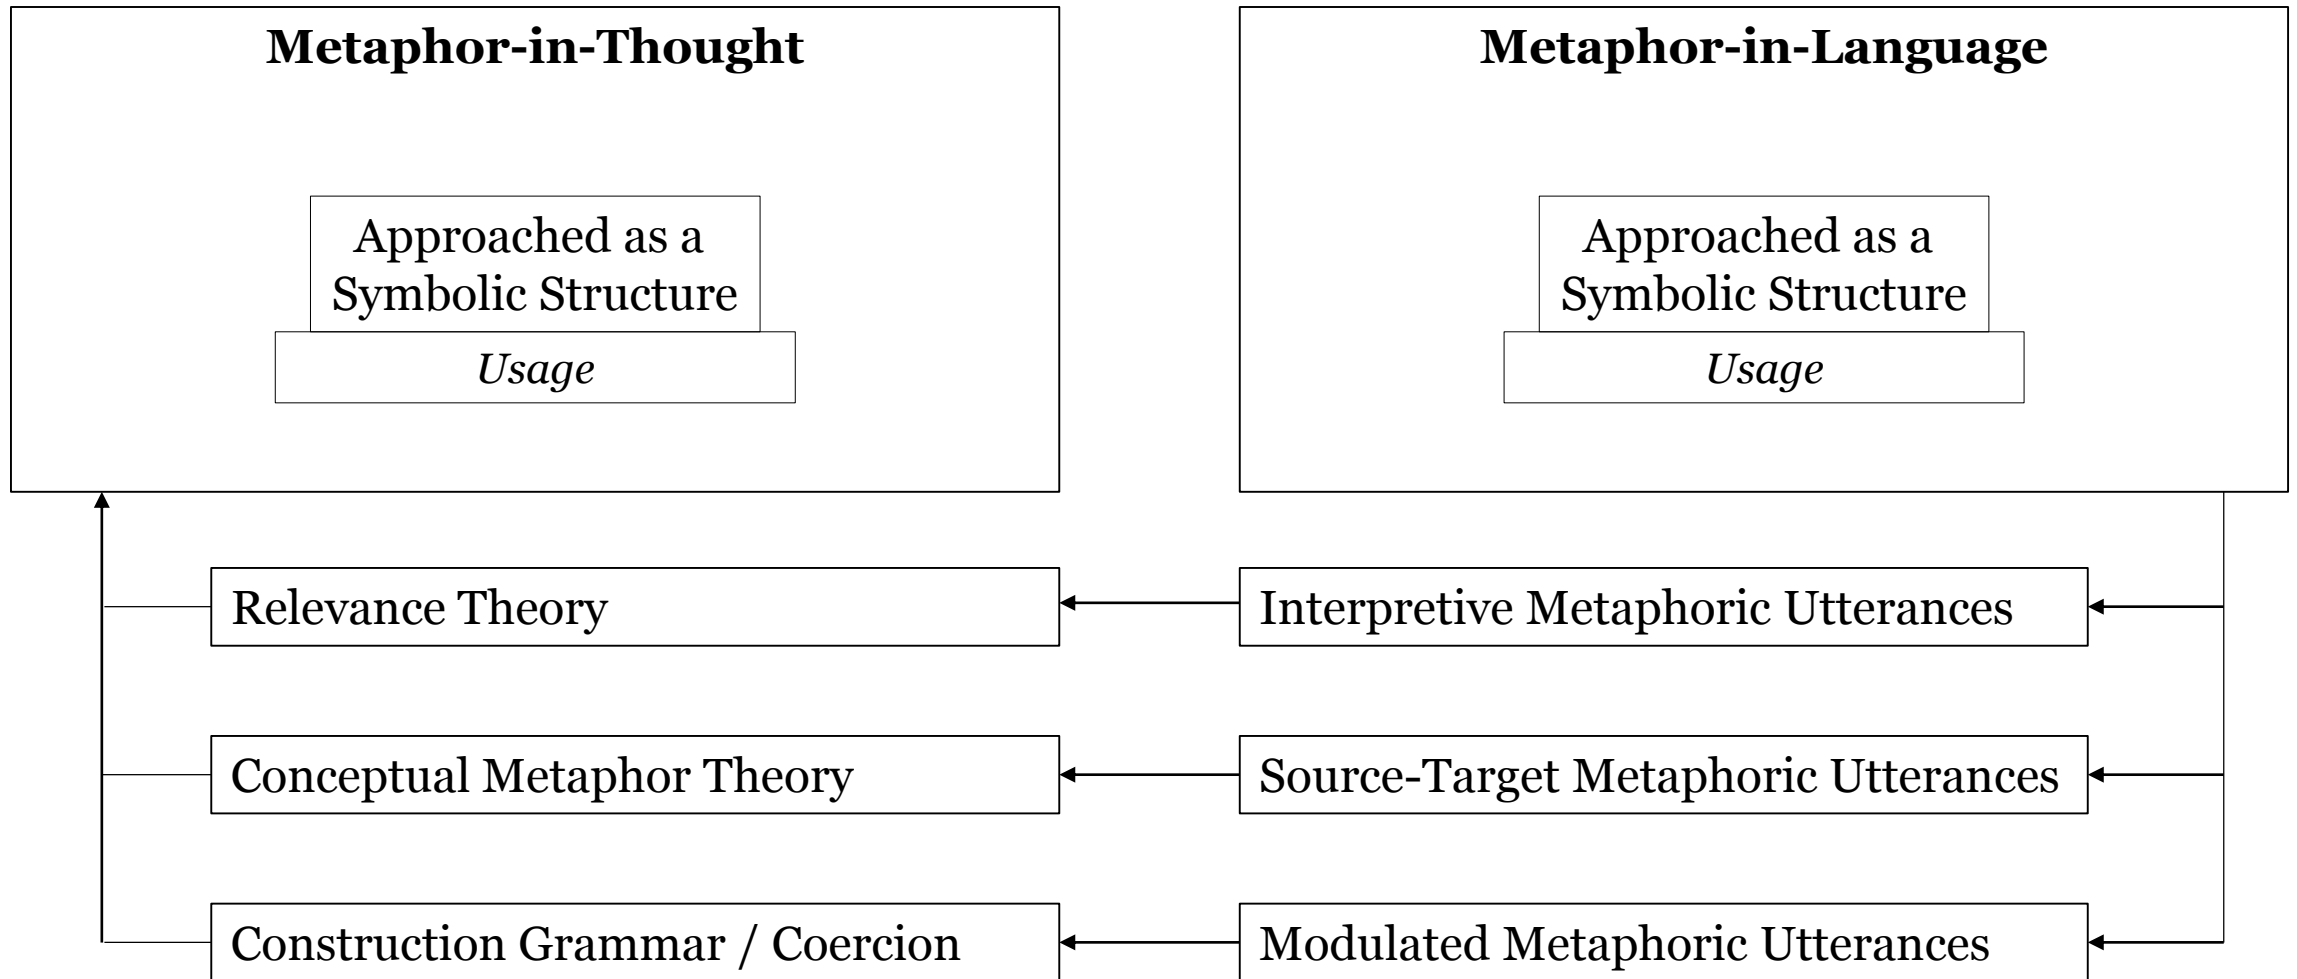 Metaphor-in-Thought
Approached as a
Symbolic Structure
Usage
Metaphor-in-Language
Approached as a
Symbolic Structure
Usage
Relevance Theory
Interpretive Metaphoric Utterances
Conceptual Metaphor Theory
Source-Target Metaphoric Utterances
Construction Grammar / Coercion
Modulated Metaphoric Utterances